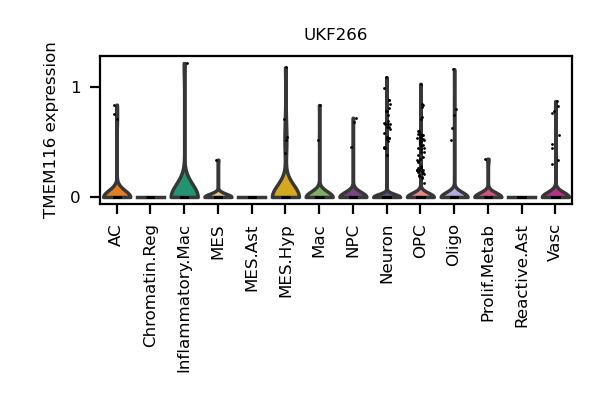 UKF266
TMEM116 expression
1
0
AC
Chromatin.Reg
Inflammatory.Mac
MES
MES.Ast
MES.Hyp
Mac
NPC
Neuron
OPC
Oligo
Prolif.Metab
Reactive.Ast
Vasc